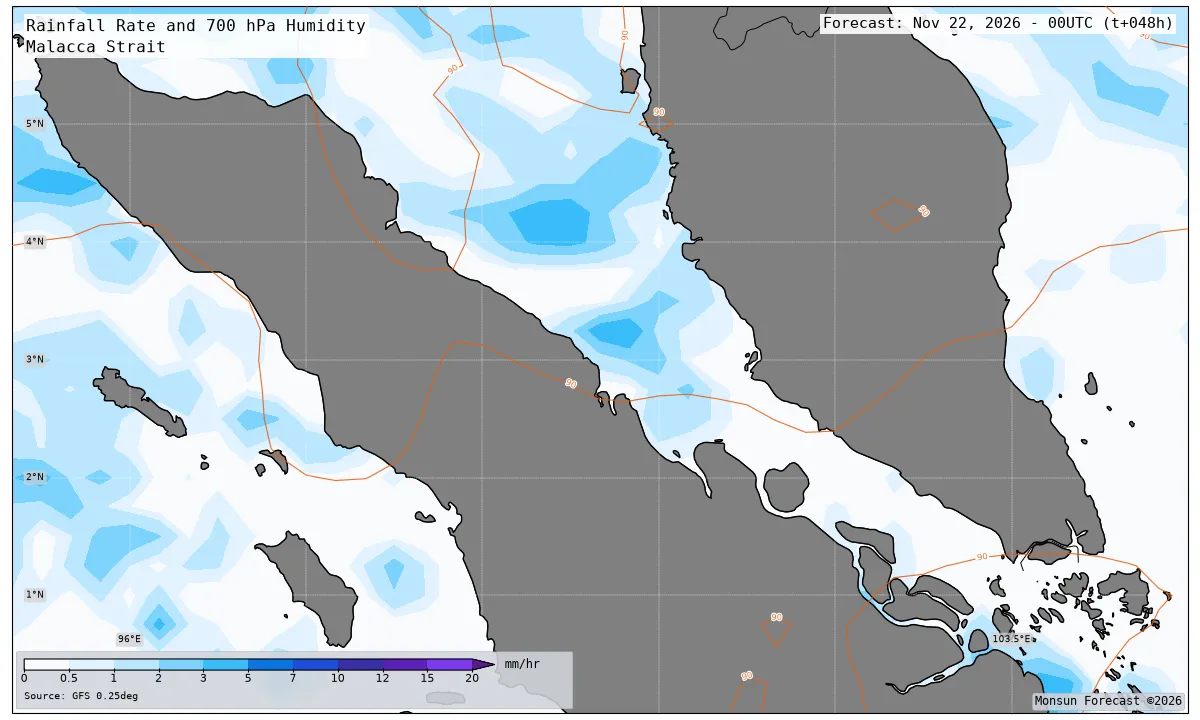 Rainfall Rate and 700 hPa Humidity
Malacca Strait
Forecast: Nov 22, 2026 - 00UTC (t+048h)
90
90
90
90
5°N
90
4°N
3°N
90
2°N
90
1°N
90
96°E
103.5°E
90
0 0.5 1 2 3 5 7 10 12 15 20 mm/hr
Source: GFS 0.25deg
Monsun Forecast ©2026